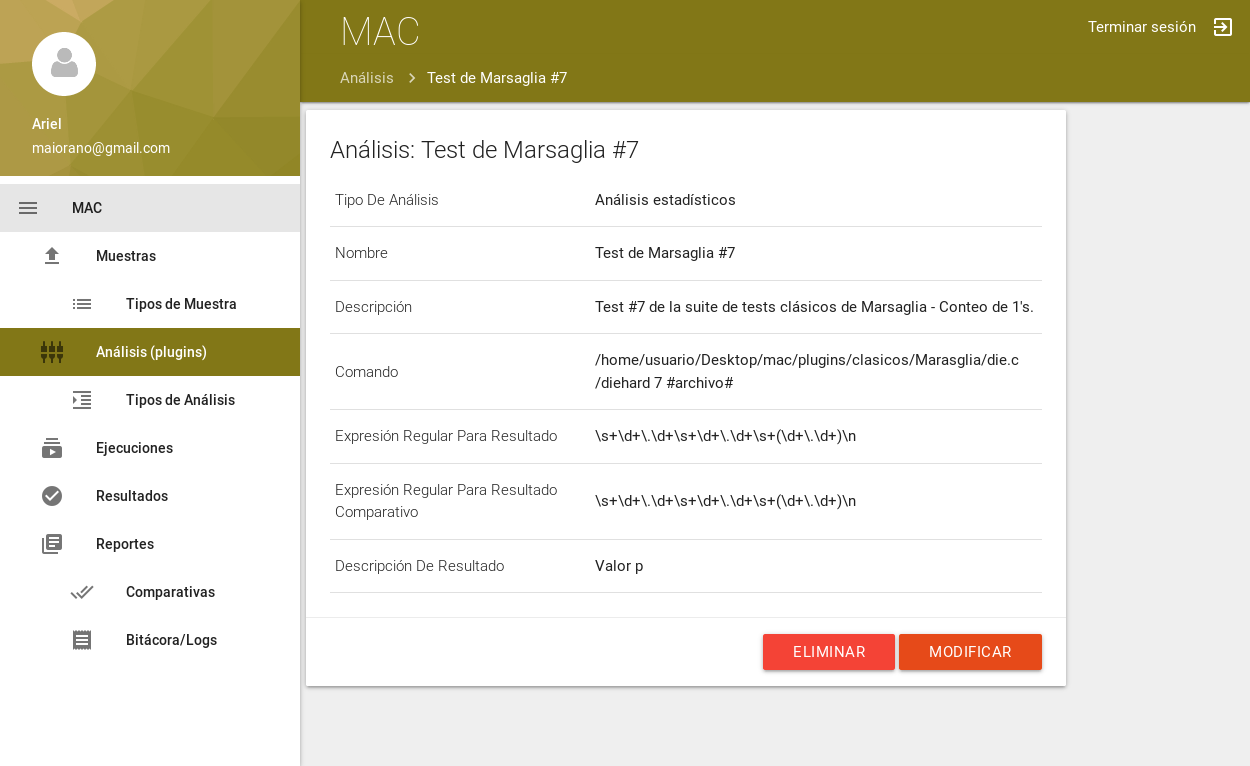 Ariel
maiorano@gmail.com
MAC
Muestras
Tipos de Muestra
Análisis (plugins)
Tipos de Análisis
Ejecuciones
Resultados
Reportes
Comparativas
Bitácora/Logs
MAC
Terminar sesión
Análisis > Test de Marsaglia #7
Análisis: Test de Marsaglia #7
Tipo De Análisis Análisis estadísticos
Nombre Test de Marsaglia #7
Descripción Test #7 de la suite de tests clásicos de Marsaglia - Conteo de 1's.
Comando /home/usuario/Desktop/mac/plugins/clasicos/Marasglia/die.c
/diehard 7 #archivo#
Expresión Regular Para Resultado \s+\d+\.\d+\s+\d+\.\d+\s+(\d+\.\d+)\n
Expresión Regular Para Resultado
Comparativo \s+\d+\.\d+\s+\d+\.\d+\s+(\d+\.\d+)\n
Descripción De Resultado Valor p
ELIMINAR MODIFICAR